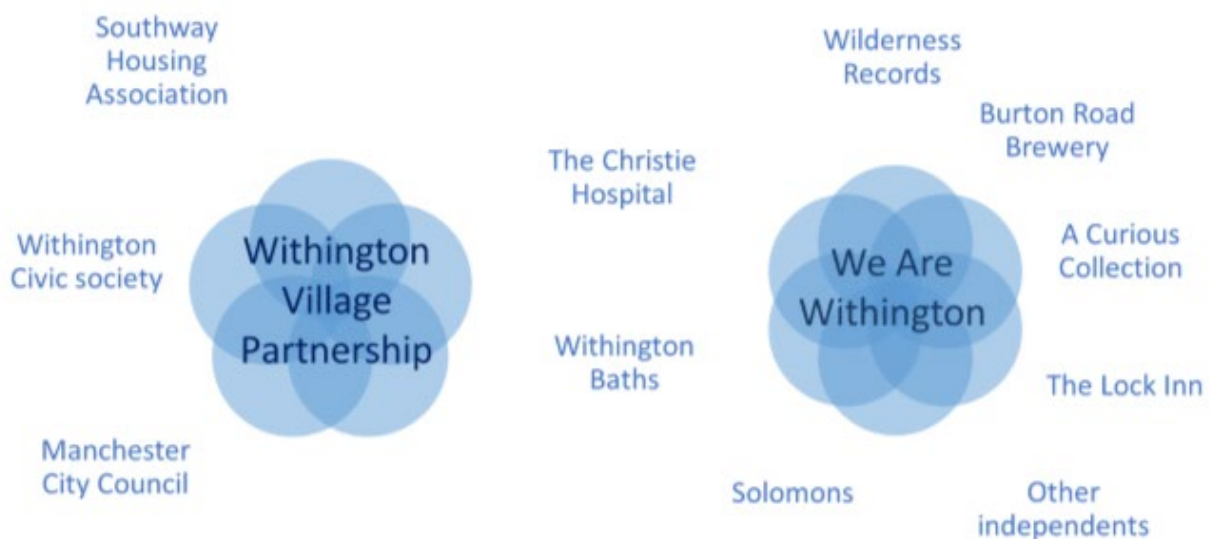 Southway
Housing
Association
Withington
Civic society
Manchester
City Council
Withington
Village
Partnership
The Christie
Hospital
Withington
Baths
Wilderness
Records
Burton Road
Brewery
We Are
Withington
A Curious
Collection
The Lock Inn
Solomons
Other
independents